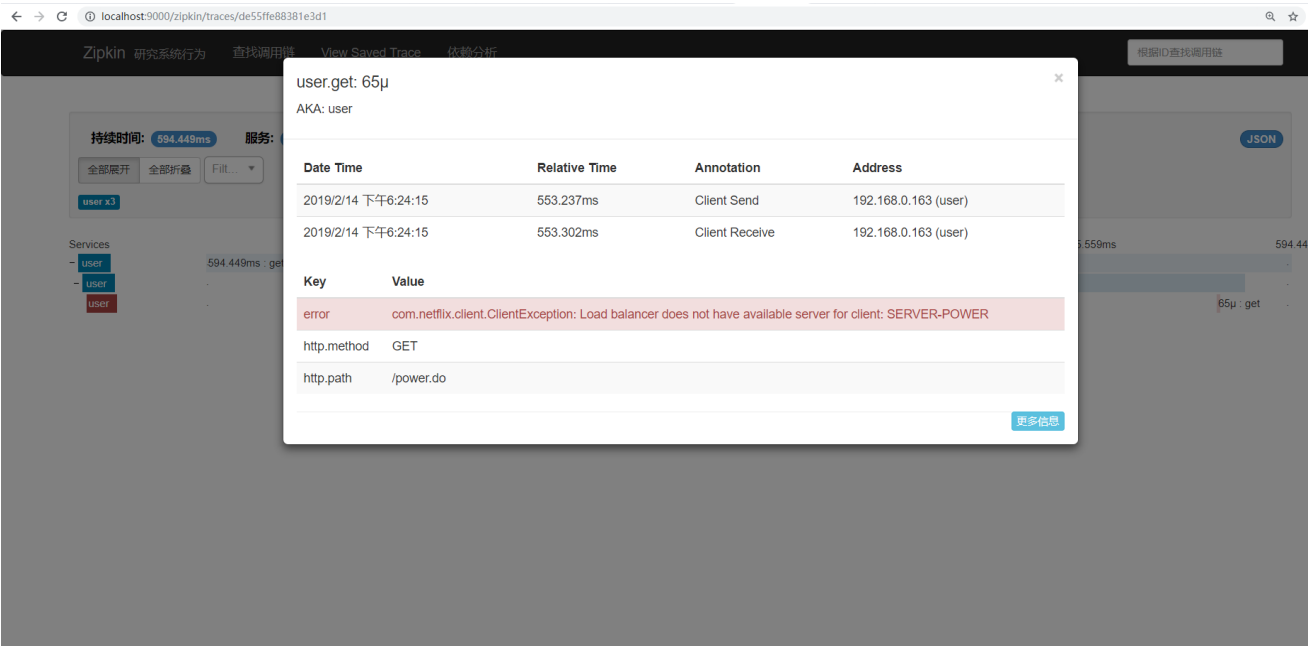 localhost:9000/zipkin/traces/de55ffe88381e3d1
Zipkin 研究系统行为 查找调用链 View Saved Trace 依赖分析 根据ID查找调用链
user.get: 65μ ×
AKA: user
持续时间: 594.449ms 服务: JSON
全部展开 全部折叠 Filt...
user x3
Date Time Relative Time Annotation Address
2019/2/14 下午6:24:15 553.237ms Client Send 192.168.0.163 (user)
2019/2/14 下午6:24:15 553.302ms Client Receive 192.168.0.163 (user)
Services 5.559ms 594.44
- user 594.449ms : get
- user
user 65μ : get
Key Value
error com.netflix.client.ClientException: Load balancer does not have available server for client: SERVER-POWER
http.method GET
http.path /power.do
更多信息